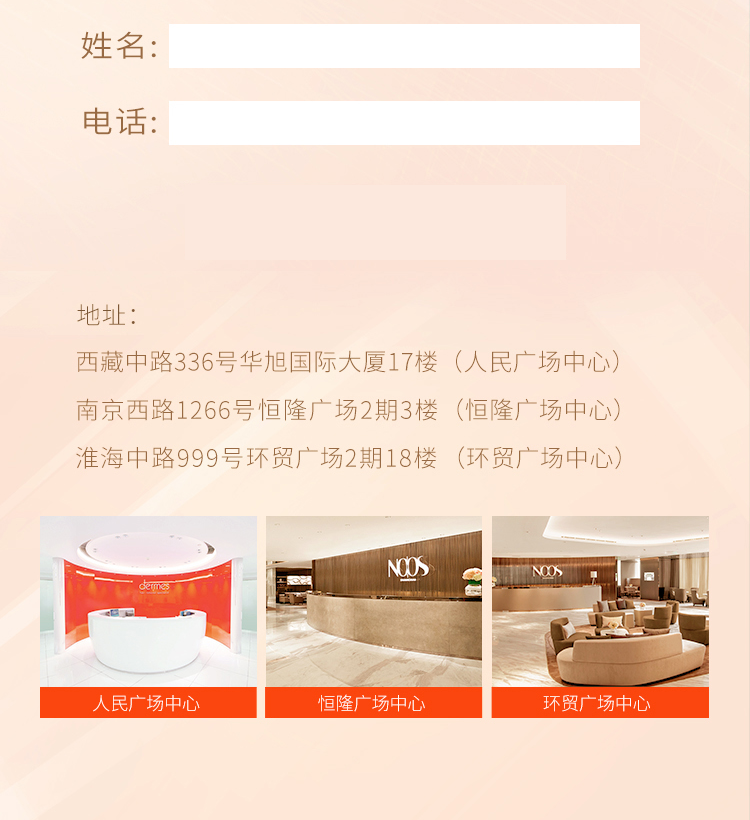 姓名:
电话:
地址：
西藏中路336号华旭国际大厦17楼（人民广场中心）
南京西路1266号恒隆广场2期3楼（恒隆广场中心）
淮海中路999号环贸广场2期18楼 （环贸广场中心）
dermes
NOOS
NOOS
人民广场中心
恒隆广场中心
环贸广场中心